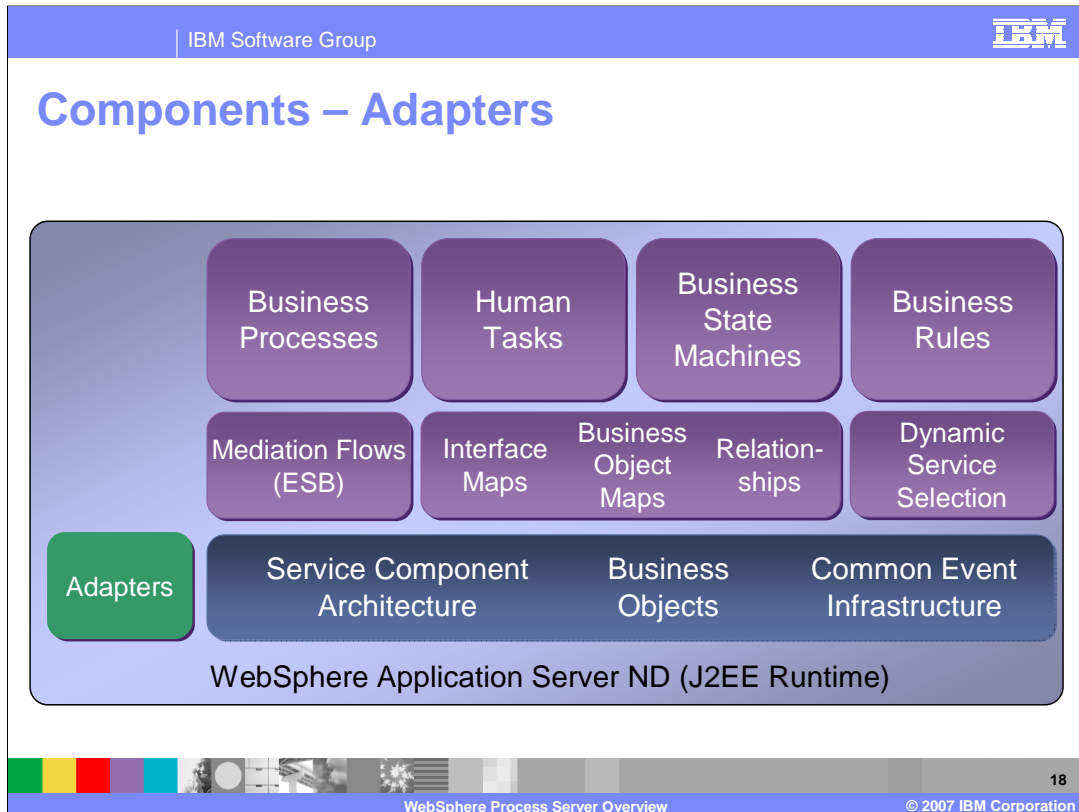 IBM Software Group
IBM
Components – Adapters
Business
Processes
Human
Tasks
Business
State
Machines
Business
Rules
Mediation Flows
(ESB)
Interface
Maps
Business
Object
Maps
Relation-
ships
Dynamic
Service
Selection
Adapters
Service Component
Architecture
Business
Objects
Common Event
Infrastructure
WebSphere Application Server ND (J2EE Runtime)
18
WebSphere Process Server Overview
© 2007 IBM Corporation